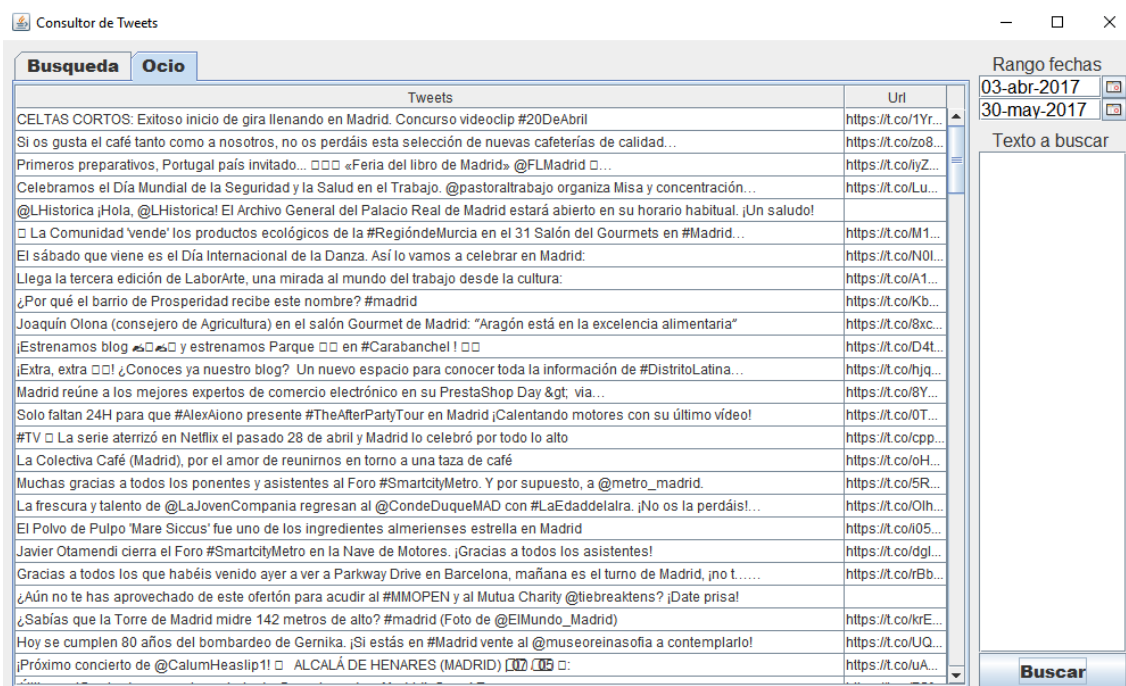 Consultor de Tweets
Busqueda Ocio
Rango fechas
03-abr-2017
30-may-2017
Texto a buscar
Tweets Url
CELTAS CORTOS: Exitoso inicio de gira llenando en Madrid. Concurso videoclip #20DeAbril https://t.co/1Yr...
Si os gusta el café tanto como a nosotros, no os perdáis esta selección de nuevas cafeterías de calidad… https://t.co/zo8...
Primeros preparativos, Portugal país invitado... □□□ «Feria del libro de Madrid» @FLMadrid □… https://t.co/iyZ...
Celebramos el Día Mundial de la Seguridad y la Salud en el Trabajo. @pastoraltrabajo organiza Misa y concentración… https://t.co/Lu...
@LHistorica ¡Hola, @LHistorica! El Archivo General del Palacio Real de Madrid estará abierto en su horario habitual. ¡Un saludo!
□ La Comunidad 'vende' los productos ecológicos de la #RegióndeMurcia en el 31 Salón del Gourmets en #Madrid… https://t.co/M1...
El sábado que viene es el Día Internacional de la Danza. Así lo vamos a celebrar en Madrid: https://t.co/N0l...
Llega la tercera edición de LaborArte, una mirada al mundo del trabajo desde la cultura: https://t.co/A1...
¿Por qué el barrio de Prosperidad recibe este nombre? #madrid https://t.co/Kb...
Joaquín Olona (consejero de Agricultura) en el salón Gourmet de Madrid: “Aragón está en la excelencia alimentaria” https://t.co/8xc...
¡Estrenamos blog ✍□✍□ y estrenamos Parque □□ en #Carabanchel ! □□ https://t.co/D4t...
¡Extra, extra □□! ¿Conoces ya nuestro blog? Un nuevo espacio para conocer toda la información de #DistritoLatina… https://t.co/hjq...
Madrid reúne a los mejores expertos de comercio electrónico en su PrestaShop Day &gt; via… https://t.co/8Y...
Solo faltan 24H para que #AlexAiono presente #TheAfterPartyTour en Madrid ¡Calentando motores con su último vídeo! https://t.co/0T...
#TV □ La serie aterrizó en Netflix el pasado 28 de abril y Madrid lo celebró por todo lo alto https://t.co/cpp...
La Colectiva Café (Madrid), por el amor de reunirnos en torno a una taza de café https://t.co/oH...
Muchas gracias a todos los ponentes y asistentes al Foro #SmartcityMetro. Y por supuesto, a @metro_madrid. https://t.co/5R...
La frescura y talento de @LaJovenCompania regresan al @CondeDuqueMAD con #LaEdaddelaIra. ¡No os la perdáis!… https://t.co/Olh...
El Polvo de Pulpo 'Mare Siccus' fue uno de los ingredientes almerienses estrella en Madrid https://t.co/i05...
Javier Otamendi cierra el Foro #SmartcityMetro en la Nave de Motores. ¡Gracias a todos los asistentes! https://t.co/dgl...
Gracias a todos los que habéis venido ayer a ver a Parkway Drive en Barcelona, mañana es el turno de Madrid, ¡no t…… https://t.co/rBb...
¿Aún no te has aprovechado de este ofertón para acudir al #MMOPEN y al Mutua Charity @tiebreaktens? ¡Date prisa!
¿Sabías que la Torre de Madrid midre 142 metros de alto? #madrid (Foto de @ElMundo_Madrid) https://t.co/krE...
Hoy se cumplen 80 años del bombardeo de Gernika. ¡Si estás en #Madrid vente al @museoreinasofia a contemplarlo! https://t.co/UQ...
¡Próximo concierto de @CalumHeaslip1! □ ALCALÁ DE HENARES (MADRID) 07 05 □: https://t.co/uA...
Buscar